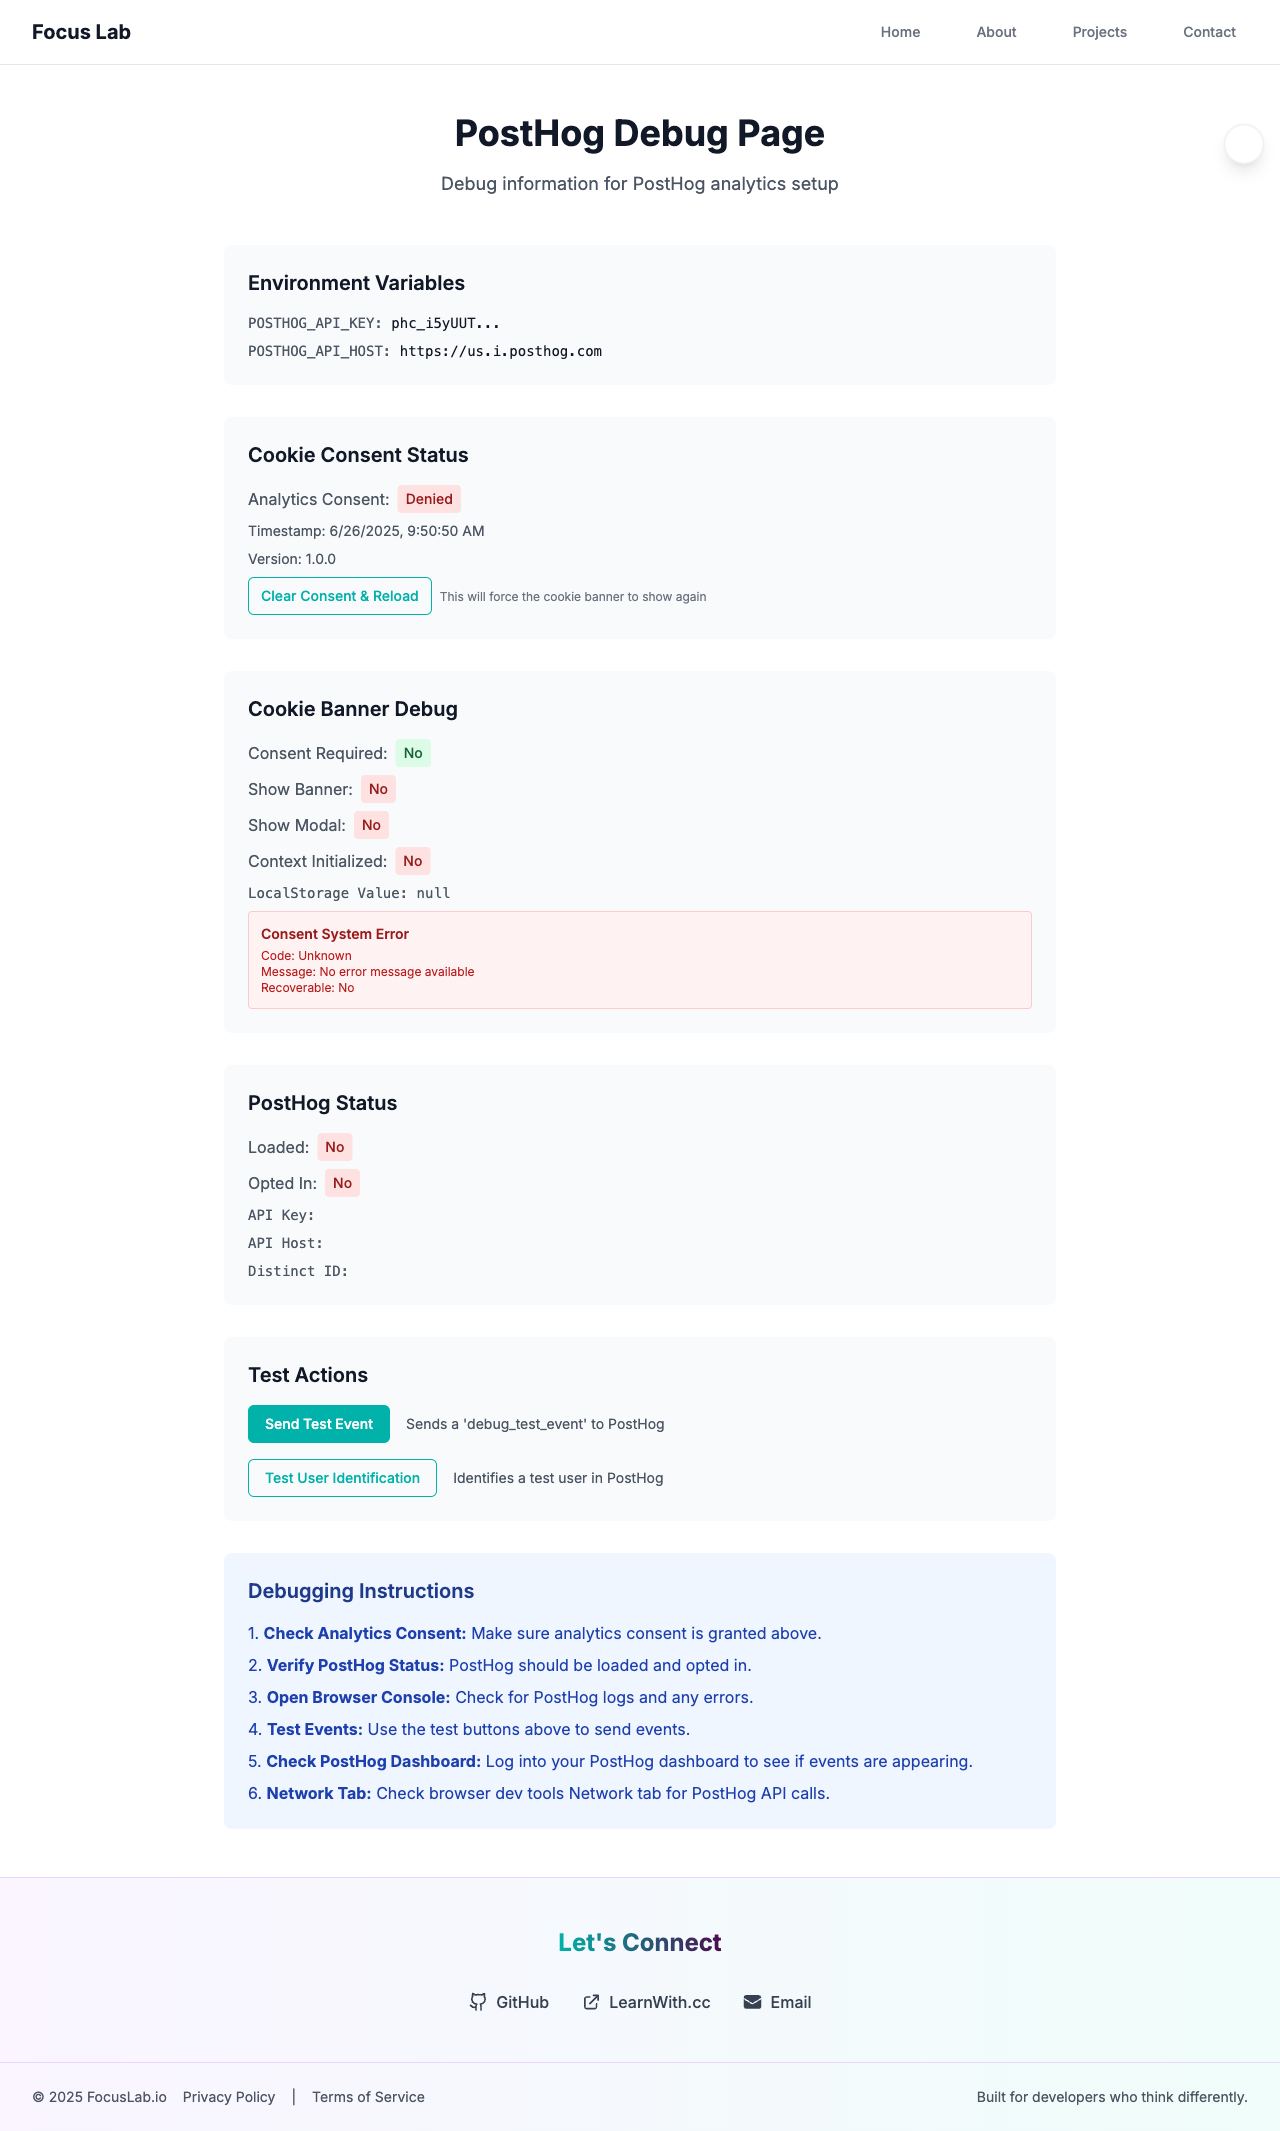 Focus Lab
Home About Projects Contact
PostHog Debug Page
Debug information for PostHog analytics setup
Environment Variables
POSTHOG_API_KEY: phc_i5yUUT...
POSTHOG_API_HOST: https://us.i.posthog.com
Cookie Consent Status
Analytics Consent: Denied
Timestamp: 6/26/2025, 9:50:50 AM
Version: 1.0.0
Clear Consent & Reload This will force the cookie banner to show again
Cookie Banner Debug
Consent Required: No
Show Banner: No
Show Modal: No
Context Initialized: No
LocalStorage Value: null
Consent System Error
Code: Unknown
Message: No error message available
Recoverable: No
PostHog Status
Loaded: No
Opted In: No
API Key:
API Host:
Distinct ID:
Test Actions
Send Test Event Sends a 'debug_test_event' to PostHog
Test User Identification Identifies a test user in PostHog
Debugging Instructions
1. Check Analytics Consent: Make sure analytics consent is granted above.
2. Verify PostHog Status: PostHog should be loaded and opted in.
3. Open Browser Console: Check for PostHog logs and any errors.
4. Test Events: Use the test buttons above to send events.
5. Check PostHog Dashboard: Log into your PostHog dashboard to see if events are appearing.
6. Network Tab: Check browser dev tools Network tab for PostHog API calls.
Let's Connect
GitHub LearnWith.cc Email
© 2025 FocusLab.io Privacy Policy | Terms of Service Built for developers who think differently.